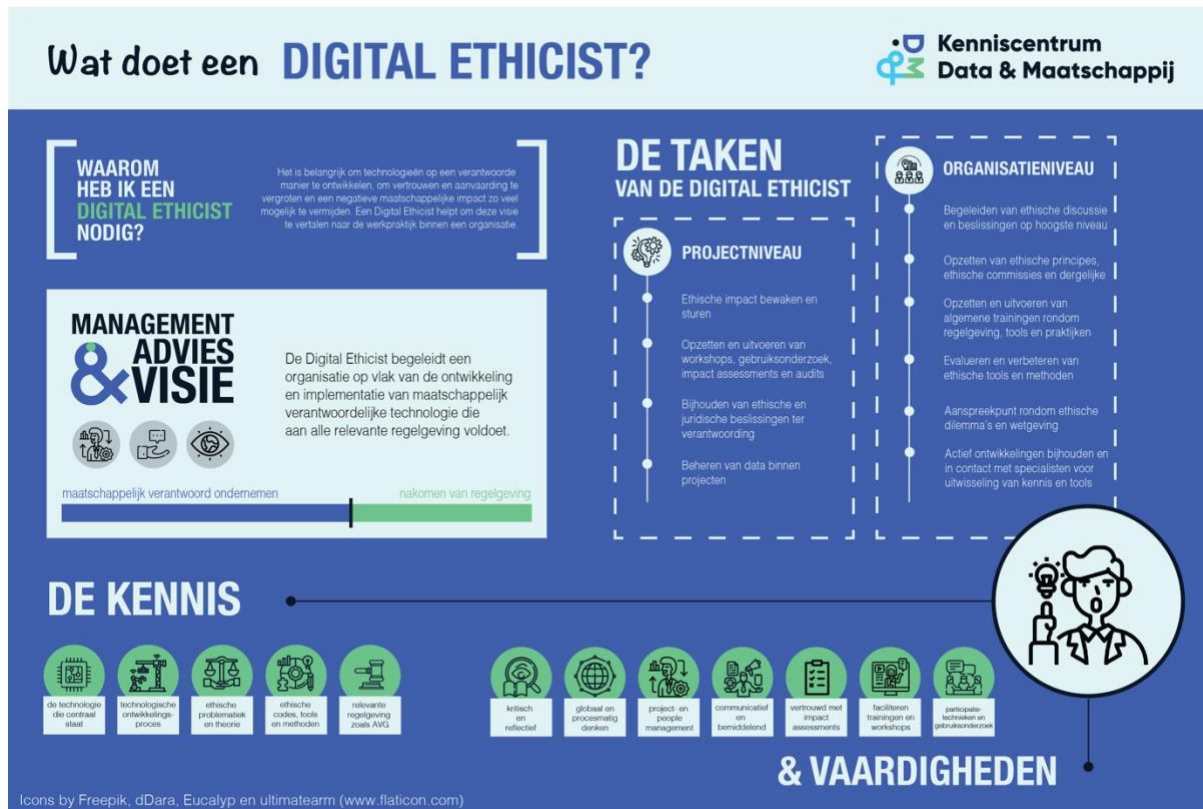 Wat doet een DIGITAL ETHICIST?
Kenniscentrum
Data & Maatschappij
WAAROM
HEB IK EEN
DIGITAL ETHICIST
NODIG?
Het is belangrijk om technologieën op een verantwoorde
manier te ontwikkelen, om vertrouwen en aanvaarding te
vergroten en een negatieve maatschappelijke impact zo veel
mogelijk te vermijden. Een Digital Ethicist helpt om deze visie
te vertalen naar de werkpraktijk binnen een organisatie.
MANAGEMENT
& ADVIES
VISIE
De Digital Ethicist begeleidt een
organisatie op vlak van de ontwikkeling
en implementatie van maatschappelijk
verantwoordelijke technologie die
aan alle relevante regelgeving voldoet.
maatschappelijk verantwoord ondernemen
nakomen van regelgeving
DE TAKEN
VAN DE DIGITAL ETHICIST
PROJECTNIVEAU
Ethische impact bewaken en
sturen
Opzetten en uitvoeren van
workshops, gebruiksonderzoek,
impact assessments en audits
Bijhouden van ethische en
juridische beslissingen ter
verantwoording
Beheren van data binnen
projecten
ORGANISATIENIVEAU
Begeleiden van ethische discussie
en beslissingen op hoogste niveau
Opzetten van ethische principes,
ethische commissies en dergelijke
Opzetten en uitvoeren van
algemene trainingen rondom
regelgeving, tools en praktijken
Evalueren en verbeteren van
ethische tools en methoden
Aanspreekpunt rondom ethische
dilemma's en wetgeving
Actief ontwikkelingen bijhouden en
in contact met specialisten voor
uitwisseling van kennis en tools
DE KENNIS
de technologie
die centraal
staat
technologische
ontwikkelings-
proces
ethische
problematiek
en theorie
ethische
codes, tools
en methoden
relevante
regelgeving
zoals AVG
kritisch
en
reflectief
globaal en
procesmatig
denken
project- en
people
management
communicatief
en
bemiddelend
vertrouwd met
impact
assessments
faciliteren
trainingen en
workshops
participatie-
technieken en
gebruiksonderzoek
& VAARDIGHEDEN
Icons by Freepik, dDara, Eucalyp en ultimatearm (www.flaticon.com)